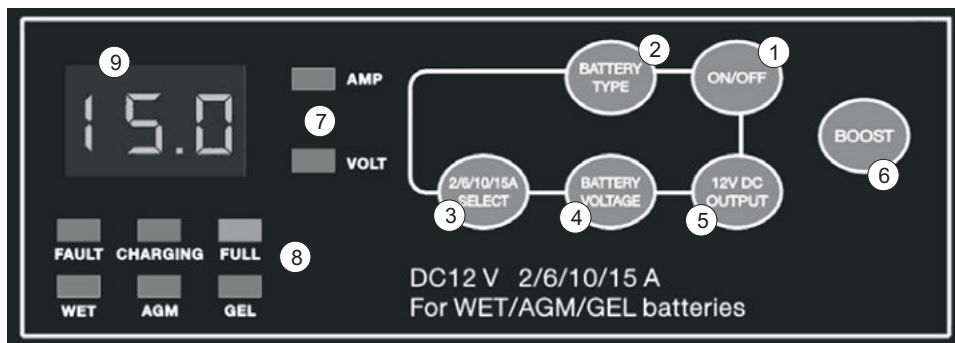 9
15.0
AMP
7
VOLT
2
BATTERY
TYPE
1
ON/OFF
BOOST
6
2/6/10/15A
SELECT
3
BATTERY
VOLTAGE
4
12V DC
OUTPUT
5
FAULT CHARGING FULL
8
WET AGM GEL
DC12 V 2/6/10/15 A
For WET/AGM/GEL batteries